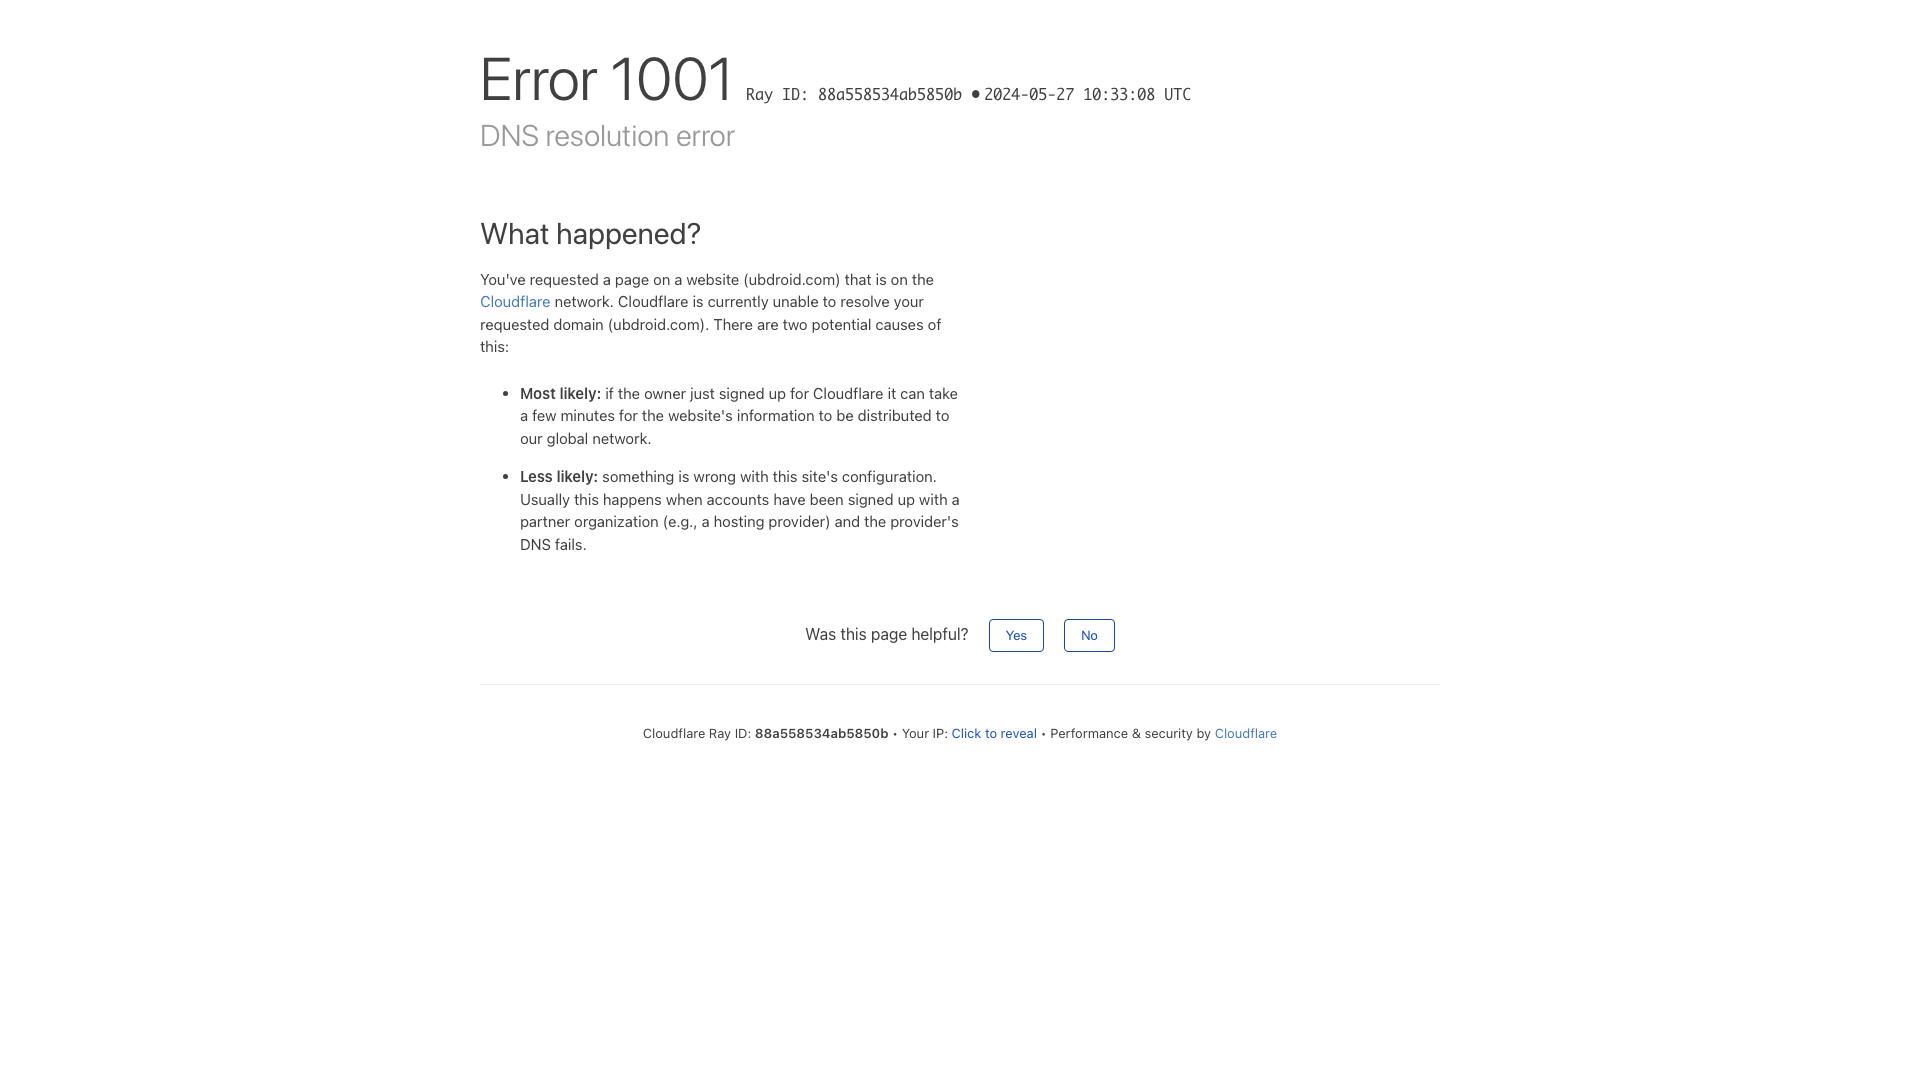 Error 1001 Ray ID: 88a558534ab5850b • 2024-05-27 10:33:08 UTC
DNS resolution error
What happened?
You've requested a page on a website (ubdroid.com) that is on the
Cloudflare network. Cloudflare is currently unable to resolve your
requested domain (ubdroid.com). There are two potential causes of
this:
• Most likely: if the owner just signed up for Cloudflare it can take
a few minutes for the website's information to be distributed to
our global network.
• Less likely: something is wrong with this site's configuration.
Usually this happens when accounts have been signed up with a
partner organization (e.g., a hosting provider) and the provider's
DNS fails.
Was this page helpful? Yes No
Cloudflare Ray ID: 88a558534ab5850b • Your IP: Click to reveal • Performance & security by Cloudflare